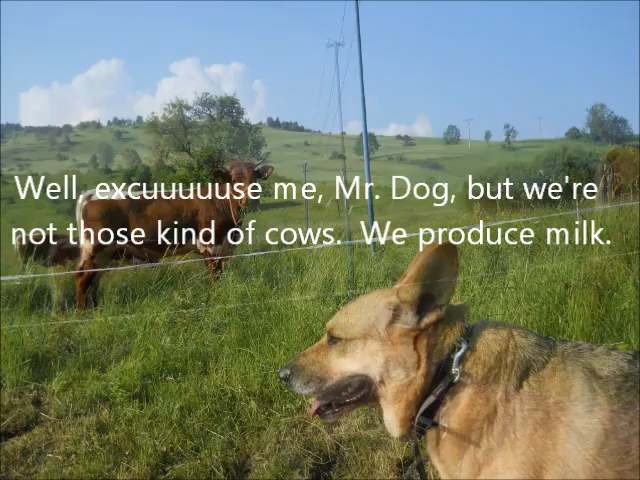 Well, excuuuuuse me, Mr. Dog, but we're
not those kind of cows.  We produce milk.